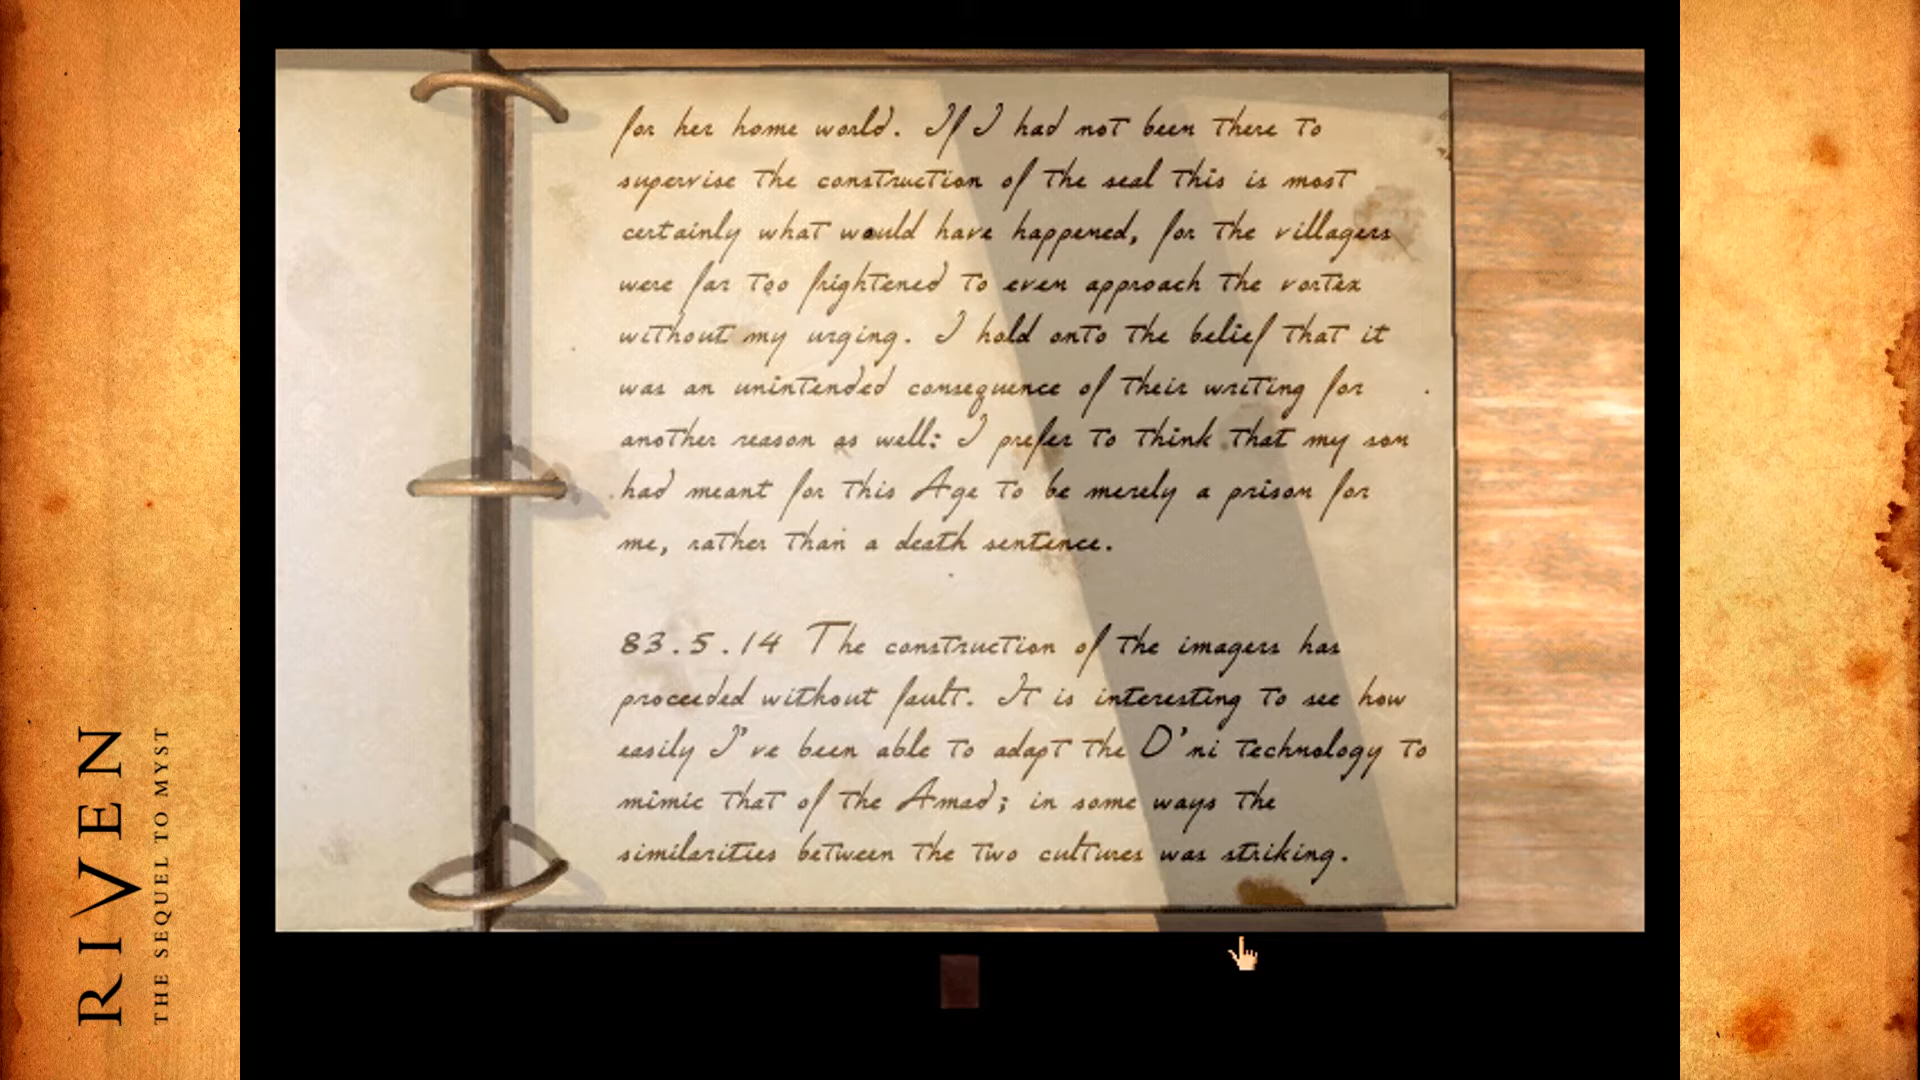 for her home world. If I had not been there to
supervise the construction of the seal this is most
certainly what would have happened, for the villagers
were far too frightened to even approach the vortex
without my urging. I hold onto the belief that it
was an unintended consequence of their writing for
another reason as well: I prefer to think that my son
had meant for this Age to be merely a prison for
me, rather than a death sentence.
83.5.14 The construction of the imagers has
proceeded without fault. It is interesting to see how
easily I've been able to adapt the D'ni technology to
mimic that of the Amad; in some ways the
similarities between the two cultures was striking.
RIVEN
THE SEQUEL TO MYST